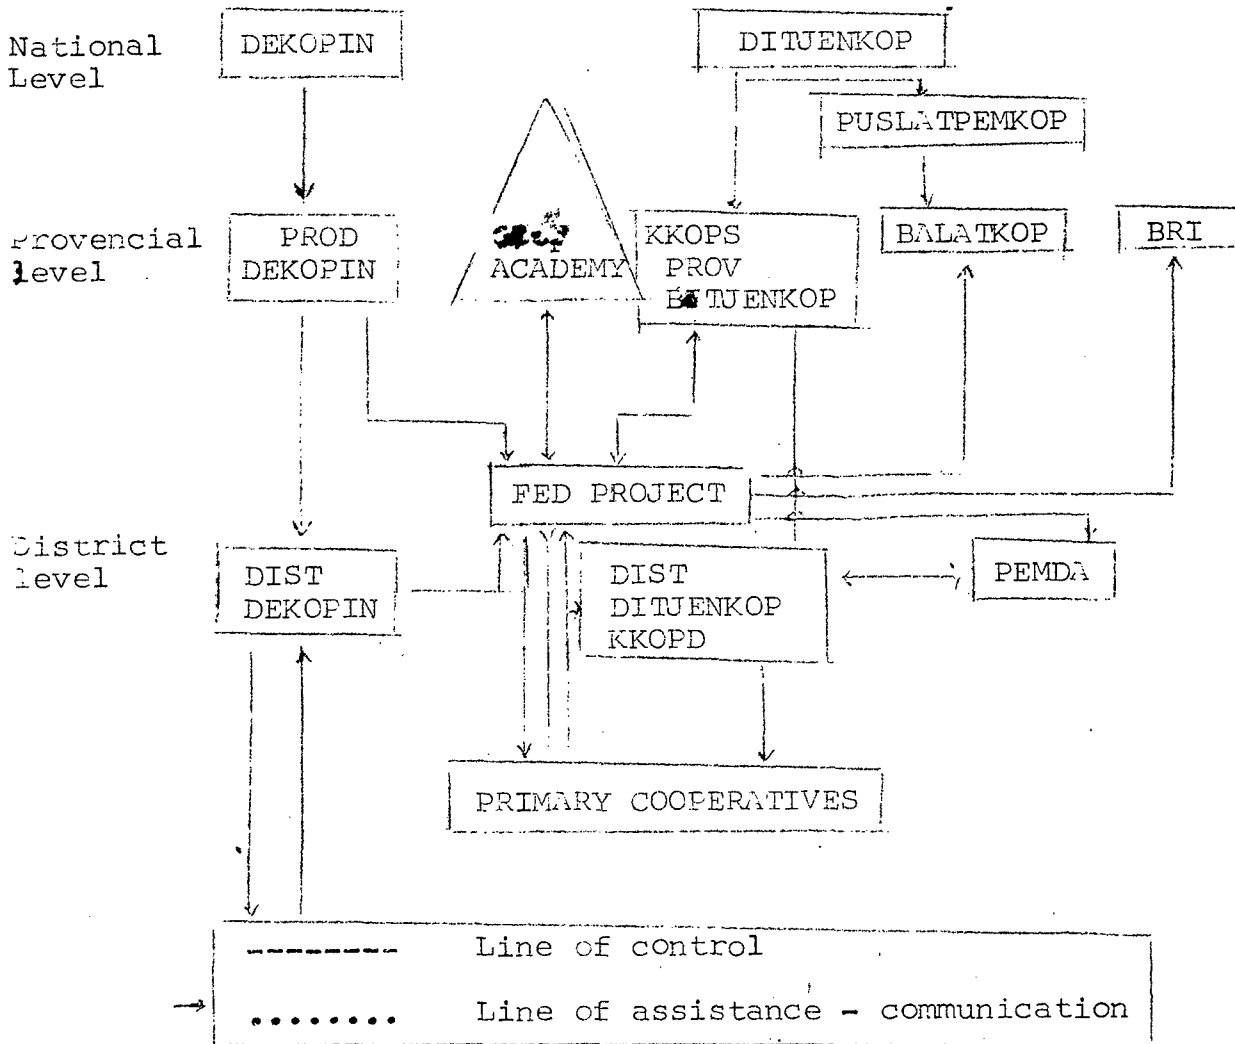 National
Level
DEKOPIN
DITJENKOP
PUSLATPEMKOP
Provencial
level
PROD
DEKOPIN
ACADEMY
KKOPS
PROV
DITJENKOP
BALATKOP
BRI
FED PROJECT
District
level
DIST
DEKOPIN
DIST
DITJENKOP
KKOPD
PEMDA
PRIMARY COOPERATIVES
Line of control
Line of assistance - communication